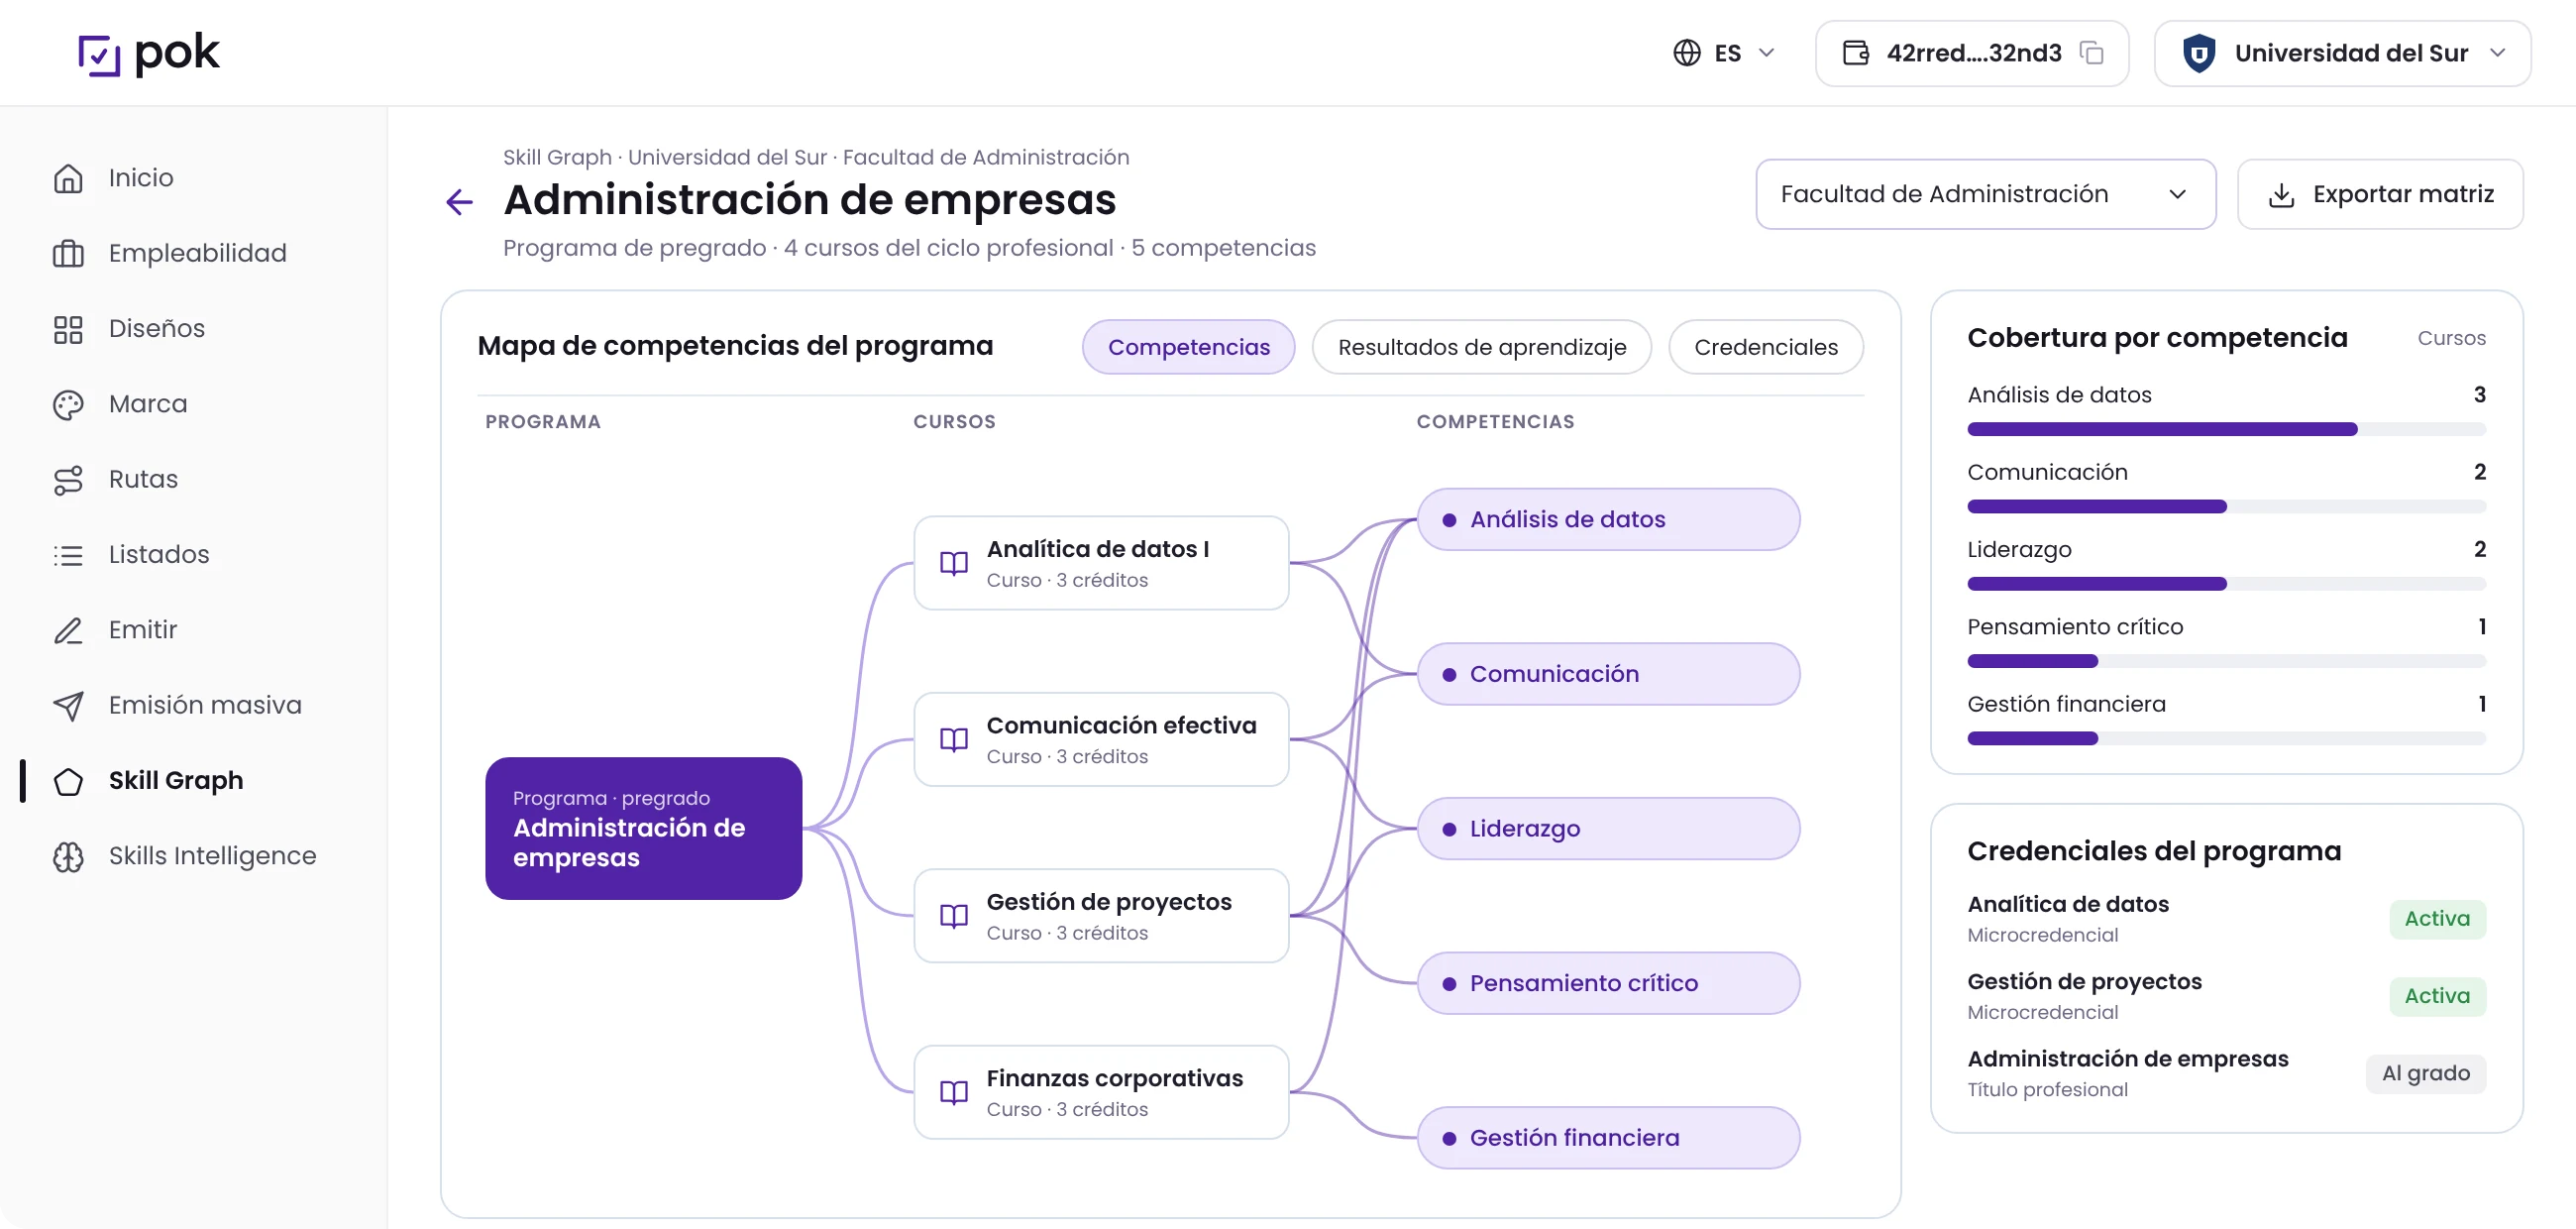 pok
ES
42rred....32nd3
Universidad del Sur
Inicio
Empleabilidad
Diseños
Marca
Rutas
Listados
Emitir
Emisión masiva
Skill Graph
Skills Intelligence
Skill Graph · Universidad del Sur · Facultad de Administración
Administración de empresas
Programa de pregrado · 4 cursos del ciclo profesional · 5 competencias
Facultad de Administración
Exportar matriz
Mapa de competencias del programa
Competencias
Resultados de aprendizaje
Credenciales
PROGRAMA
CURSOS
COMPETENCIAS
Programa · pregrado
Administración de
empresas
Analítica de datos I
Curso · 3 créditos
Comunicación efectiva
Curso · 3 créditos
Gestión de proyectos
Curso · 3 créditos
Finanzas corporativas
Curso · 3 créditos
Análisis de datos
Comunicación
Liderazgo
Pensamiento crítico
Gestión financiera
Cobertura por competencia
Cursos
Análisis de datos 3
Comunicación 2
Liderazgo 2
Pensamiento crítico 1
Gestión financiera 1
Credenciales del programa
Analítica de datos
Microcredencial
Activa
Gestión de proyectos
Microcredencial
Activa
Administración de empresas
Título profesional
Al grado